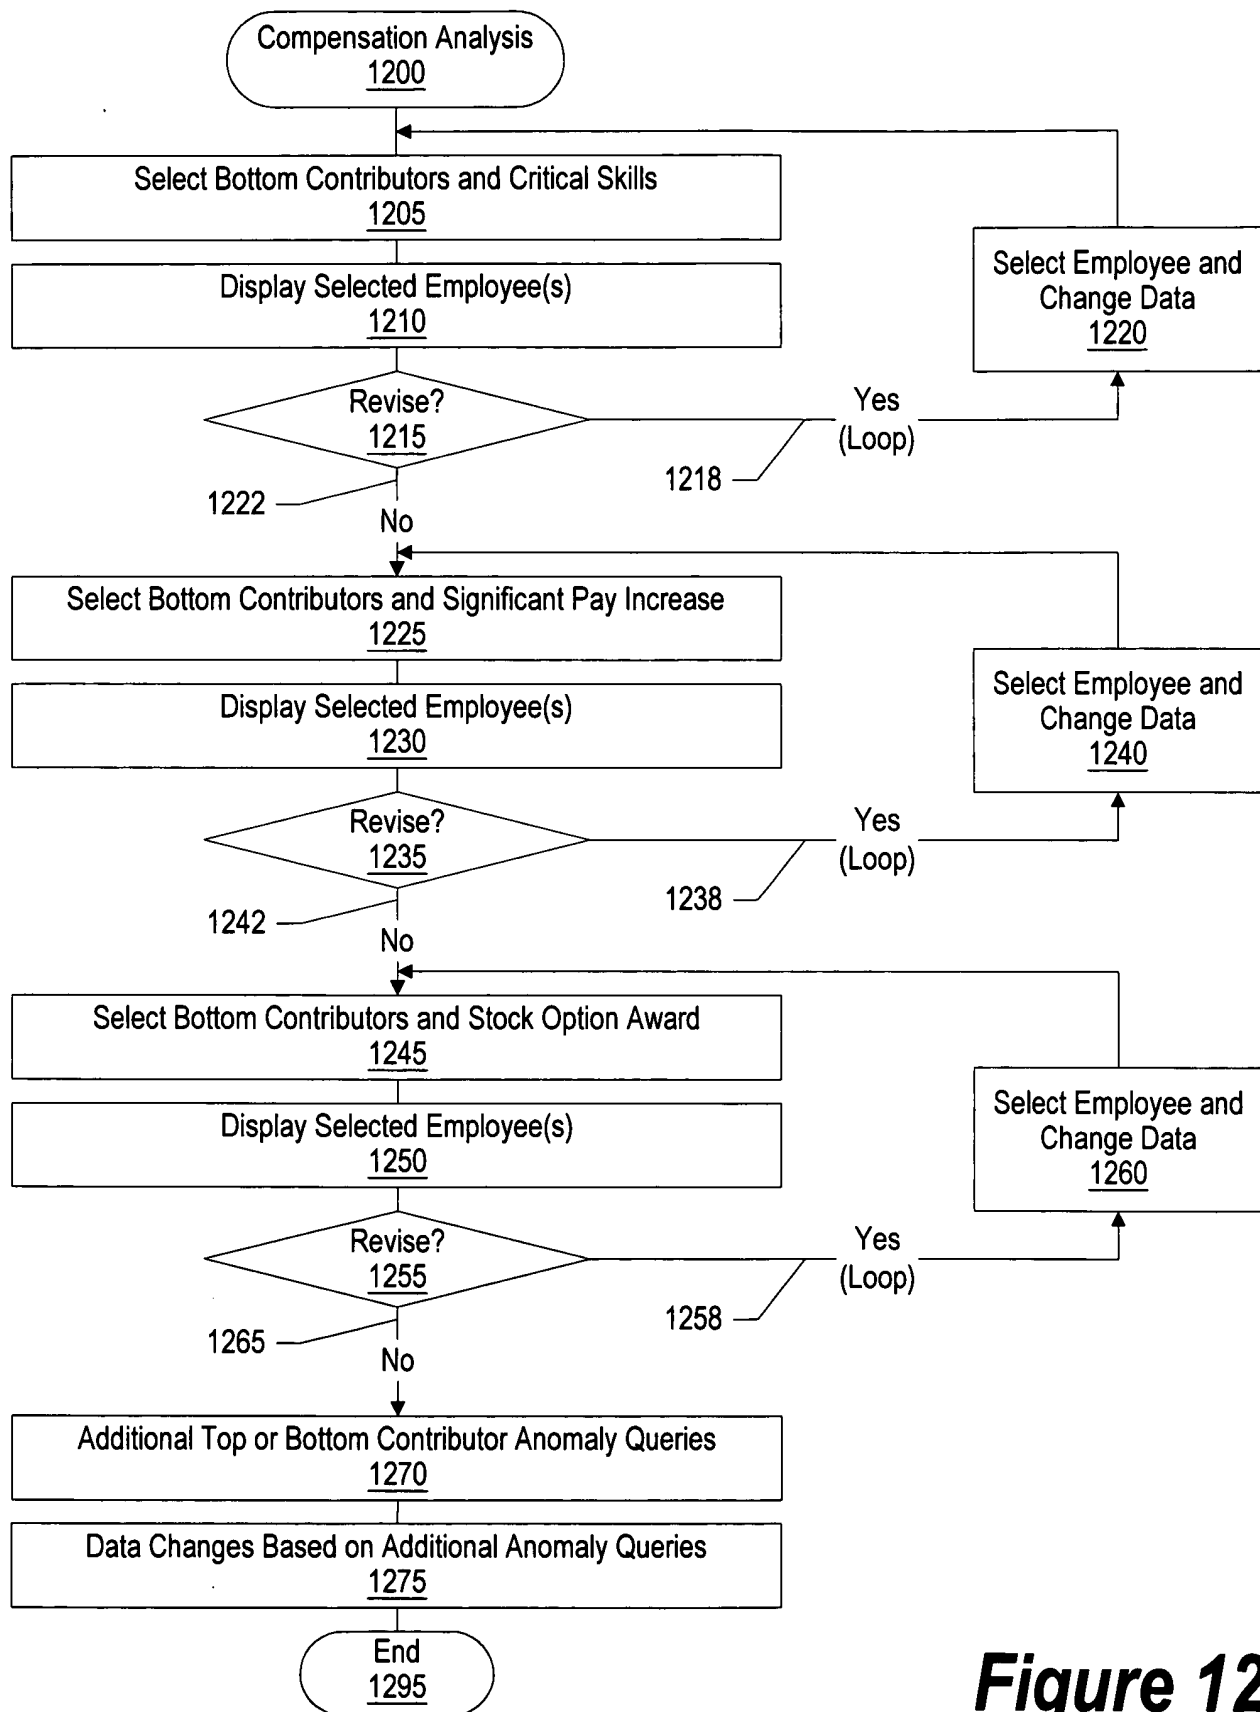 Compensation Analysis
1200
Select Bottom Contributors and Critical Skills
1205
Select Employee and
Change Data
1220
Display Selected Employee(s)
1210
Revise?
1215
Yes
(Loop)
1218
1222
No
Select Bottom Contributors and Significant Pay Increase
1225
Select Employee and
Change Data
1240
Display Selected Employee(s)
1230
Revise?
1235
Yes
(Loop)
1238
1242
No
Select Bottom Contributors and Stock Option Award
1245
Select Employee and
Change Data
1260
Display Selected Employee(s)
1250
Revise?
1255
Yes
(Loop)
1258
1265
No
Additional Top or Bottom Contributor Anomaly Queries
1270
Data Changes Based on Additional Anomaly Queries
1275
End
1295
Figure 12